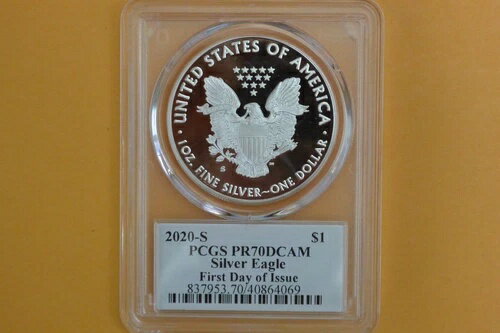 UNITED STATES OF AMERICA
S
1 OZ. FINE SILVER~ONE DOLLAR
2020-S $1
PCGS PR70DCAM
Silver Eagle
First Day of Issue
837953.70/40864069